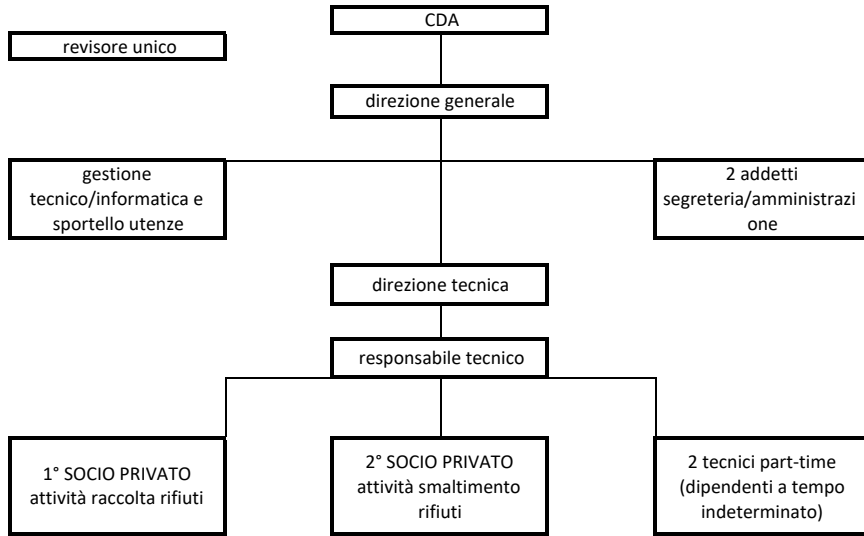 CDA
revisore unico
direzione generale
gestione
tecnico/informatica e
sportello utenze
2 addetti
segreteria/amministrazi
one
direzione tecnica
responsabile tecnico
1° SOCIO PRIVATO
attività raccolta rifiuti
2° SOCIO PRIVATO
attività smaltimento
rifiuti
2 tecnici part-time
(dipendenti a tempo
indeterminato)